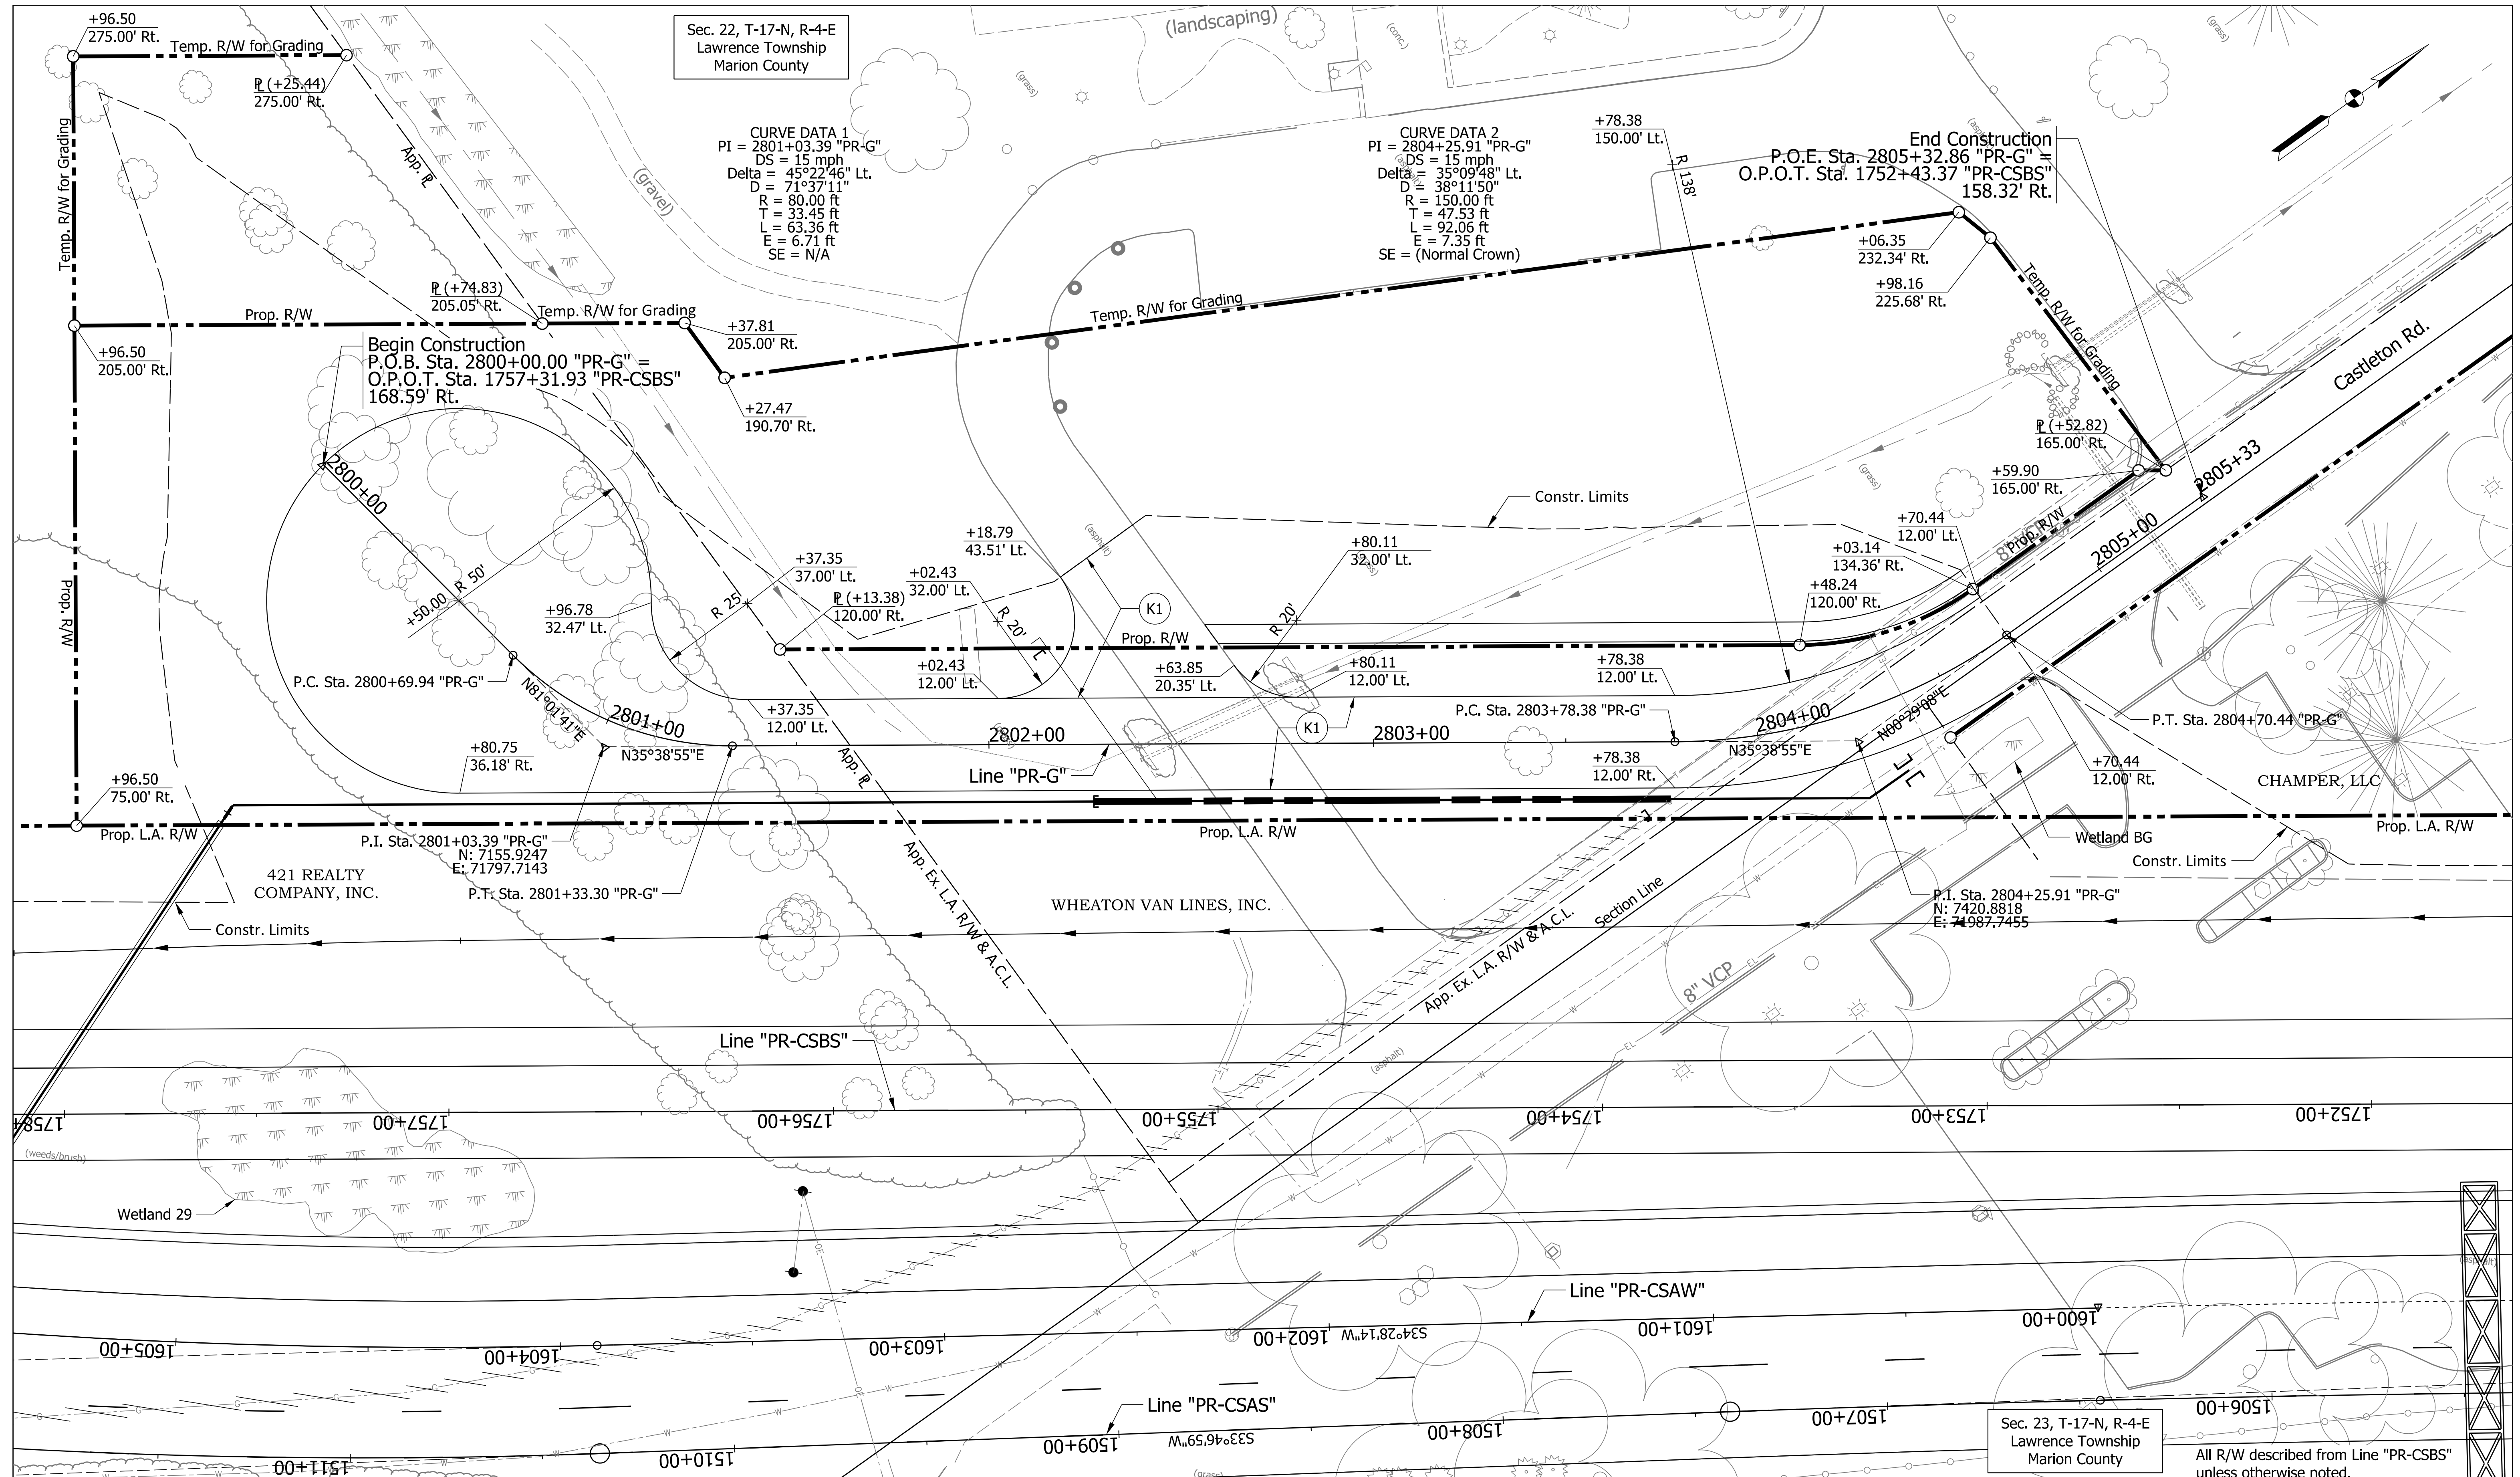 +96.50
275.00' Rt.
Temp. R/W for Grading
℄ (+25.44)
275.00' Rt.
Sec. 22, T-17-N, R-4-E
Lawrence Township
Marion County
(landscaping)
(conc.)
(grass)
(grass)
Temp. R/W for Grading
App. ℄
(gravel)
CURVE DATA 1
PI = 2801+03.39 "PR-G"
DS = 15 mph
Delta = 45°22'46" Lt.
D = 71°37'11"
R = 80.00 ft
T = 33.45 ft
L = 63.36 ft
E = 6.71 ft
SE = N/A
CURVE DATA 2
PI = 2804+25.91 "PR-G"
DS = 15 mph
Delta = 35°09'48" Lt.
D = 38°11'50"
R = 150.00 ft
T = 47.53 ft
L = 92.06 ft
E = 7.35 ft
SE = (Normal Crown)
+78.38
150.00' Lt.
R 138'
End Construction
P.O.E. Sta. 2805+32.86 "PR-G" =
O.P.O.T. Sta. 1752+43.37 "PR-CSBS"
158.32' Rt.
+06.35
232.34' Rt.
+98.16
225.68' Rt.
Temp. R/W for Grading
℄ (+74.83)
205.05' Rt.
Prop. R/W
Temp. R/W for Grading
+37.81
205.00' Rt.
Temp. R/W for Grading
+96.50
205.00' Rt.
Begin Construction
P.O.B. Sta. 2800+00.00 "PR-G" =
O.P.O.T. Sta. 1757+31.93 "PR-CSBS"
168.59' Rt.
+27.47
190.70' Rt.
Castleton Rd.
℄ (+52.82)
165.00' Rt.
+59.90
165.00' Rt.
2805+33
2800+00
(grass)
Constr. Limits
+70.44
12.00' Lt.
Prop. R/W
2805+00
+18.79
43.51' Lt.
(asphalt)
+80.11
32.00' Lt.
+03.14
134.36' Rt.
+48.24
120.00' Rt.
R 50'
+50.00
+37.35
37.00' Lt.
+02.43
32.00' Lt.
℄ (+13.38)
120.00' Rt.
R 25'
R 20'
K1
R 20'
+96.78
32.47' Lt.
Prop. R/W
Prop. R/W
+02.43
12.00' Lt.
+63.85
20.35' Lt.
+80.11
12.00' Lt.
+78.38
12.00' Lt.
P.C. Sta. 2800+69.94 "PR-G"
N81°01'41"E
2801+00
+37.35
12.00' Lt.
2802+00
K1
2803+00
P.C. Sta. 2803+78.38 "PR-G"
2804+00
N00°29'08"E
P.T. Sta. 2804+70.44 "PR-G"
+80.75
36.18' Rt.
N35°38'55"E
App. ℄
Line "PR-G"
+78.38
12.00' Rt.
N35°38'55"E
+70.44
12.00' Rt.
CHAMPER, LLC
+96.50
75.00' Rt.
E
Prop. L.A. R/W
Prop. L.A. R/W
Wetland BG
Prop. L.A. R/W
P.I. Sta. 2801+03.39 "PR-G"
N: 7155.9247
E: 71797.7143
Constr. Limits
421 REALTY
COMPANY, INC.
P.T. Sta. 2801+33.30 "PR-G"
App. Ex. L.A. R/W & A.C.L.
WHEATON VAN LINES, INC.
Section Line
P.I. Sta. 2804+25.91 "PR-G"
N: 7420.8818
E: 71987.7455
Constr. Limits
App. Ex. L.A. R/W & A.C.L.
8" VCP
Line "PR-CSBS"
(asphalt)
1758+
1757+00
1756+00
1755+00
1754+00
1753+00
1752+00
(weeds/brush)
Wetland 29
Line "PR-CSAW"
1605+00
1604+00
1603+00
1602+00
S34°28'14"W
1601+00
1600+00
Line "PR-CSAS"
1511+00
1510+00
1509+00
S33°46'59"W
1508+00
1507+00
1506+00
(grass)
Sec. 23, T-17-N, R-4-E
Lawrence Township
Marion County
All R/W described from Line "PR-CSBS"
unless otherwise noted.